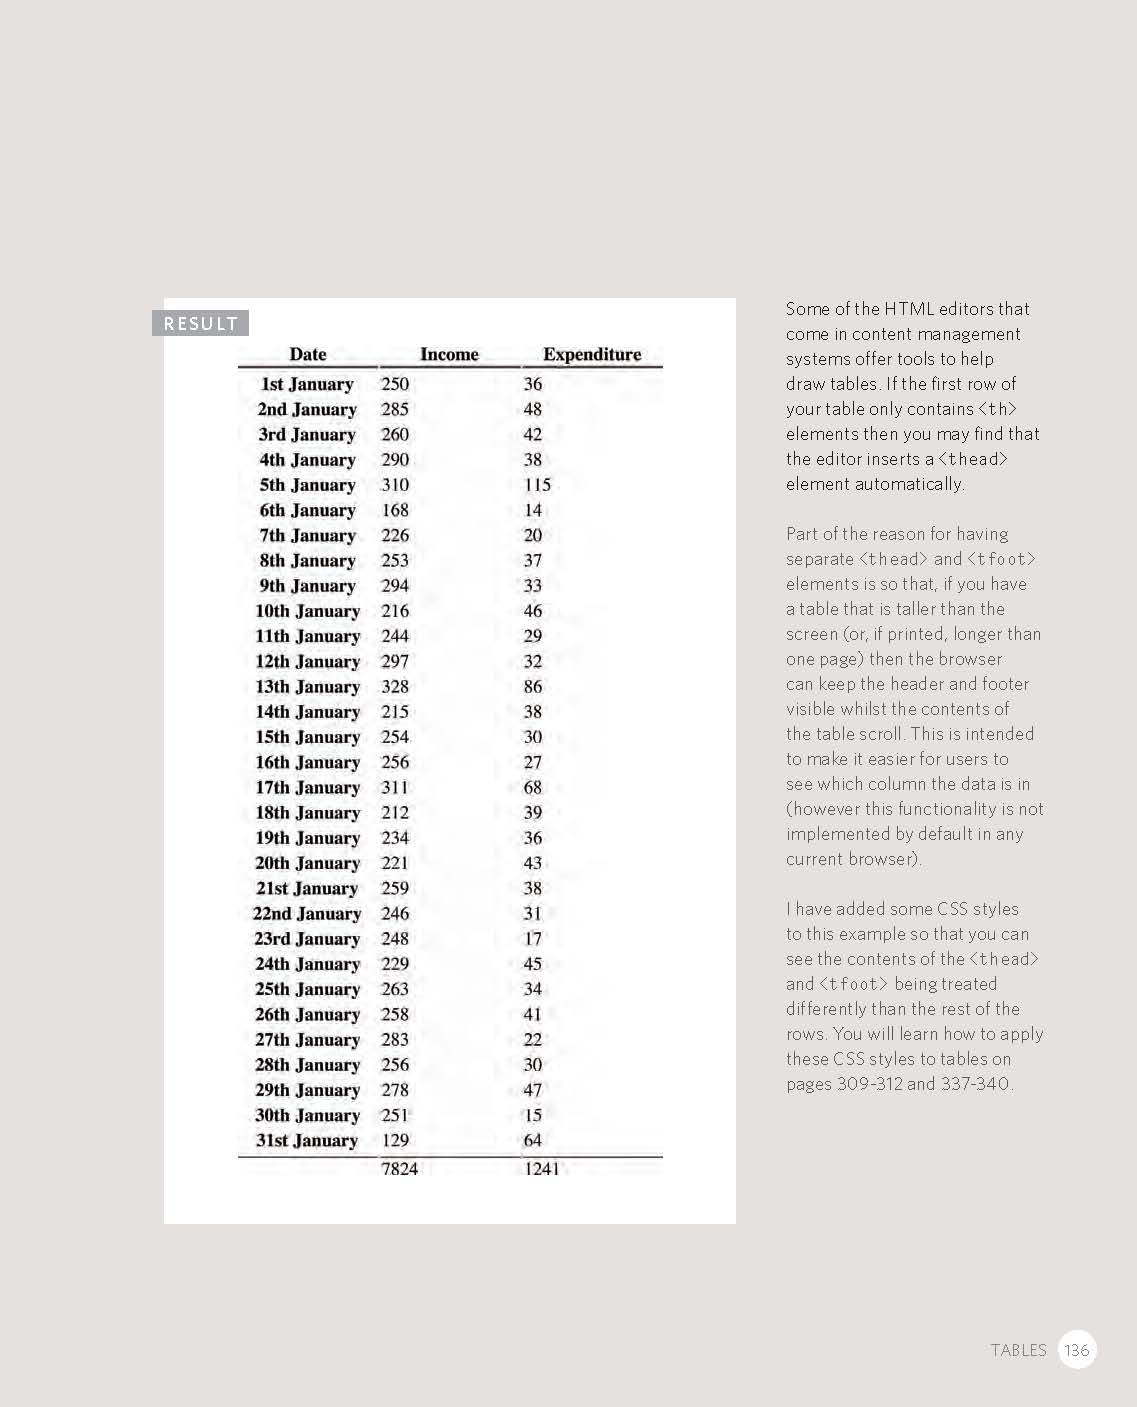 RESULT
Date Income Expenditure
1st January 250 36
2nd January 285 48
3rd January 260 42
4th January 290 38
5th January 310 115
6th January 168 14
7th January 226 20
8th January 253 37
9th January 294 33
10th January 216 46
11th January 244 29
12th January 297 32
13th January 328 86
14th January 215 38
15th January 254 30
16th January 256 27
17th January 311 68
18th January 212 39
19th January 234 36
20th January 221 43
21st January 259 38
22nd January 246 31
23rd January 248 17
24th January 229 45
25th January 263 34
26th January 258 41
27th January 283 22
28th January 256 30
29th January 278 47
30th January 251 15
31st January 129 64
7824 1241
Some of the HTML editors that
come in content management
systems offer tools to help
draw tables. If the first row of
your table only contains <th>
elements then you may find that
the editor inserts a <thead>
element automatically.
Part of the reason for having
separate <thead> and <tfoot>
elements is so that, if you have
a table that is taller than the
screen (or, if printed, longer than
one page) then the browser
can keep the header and footer
visible whilst the contents of
the table scroll. This is intended
to make it easier for users to
see which column the data is in
(however this functionality is not
implemented by default in any
current browser).
I have added some CSS styles
to this example so that you can
see the contents of the <thead>
and <tfoot> being treated
differently than the rest of the
rows. You will learn how to apply
these CSS styles to tables on
pages 309-312 and 337-340.
TABLES 136